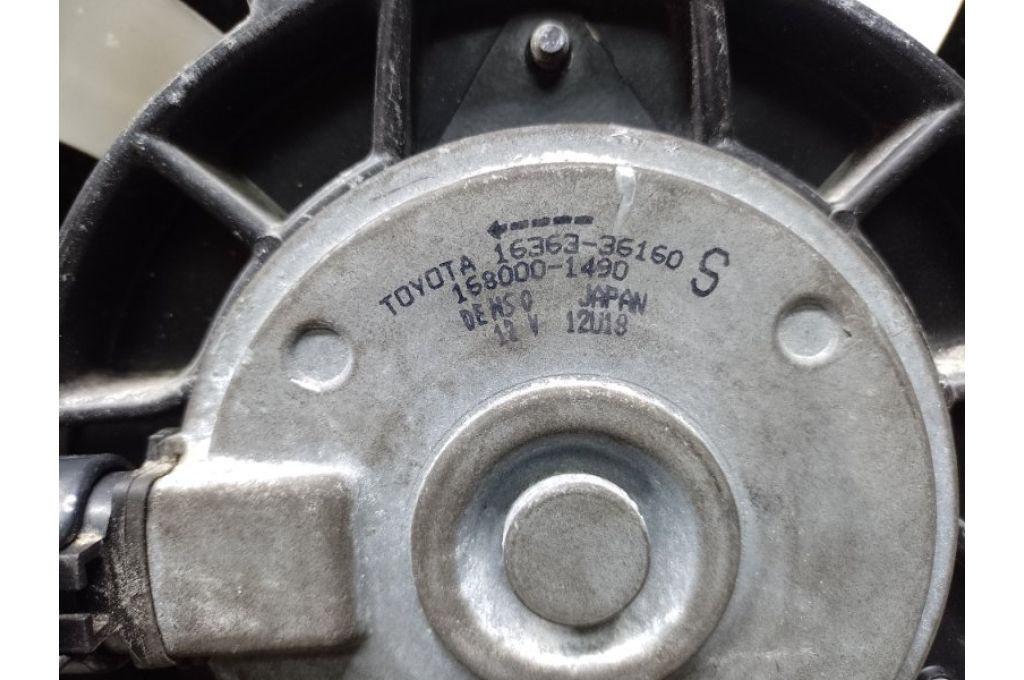 TOYOTA 16363-36160 S
168000-1490
DENSO JAPAN
12 V 12U18